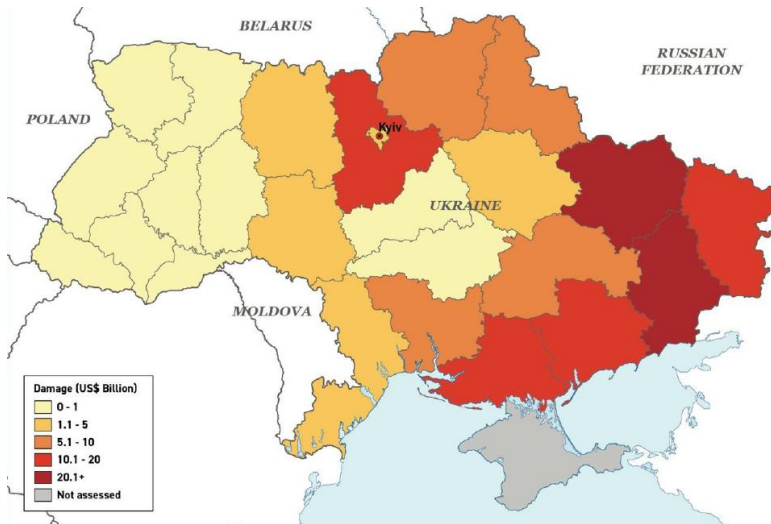 BELARUS
RUSSIAN
FEDERATION
POLAND
Kyiv
UKRAINE
MOLDOVA
Damage (US$ Billion)
0 - 1
1.1 - 5
5.1 - 10
10.1 - 20
20.1+
Not assessed